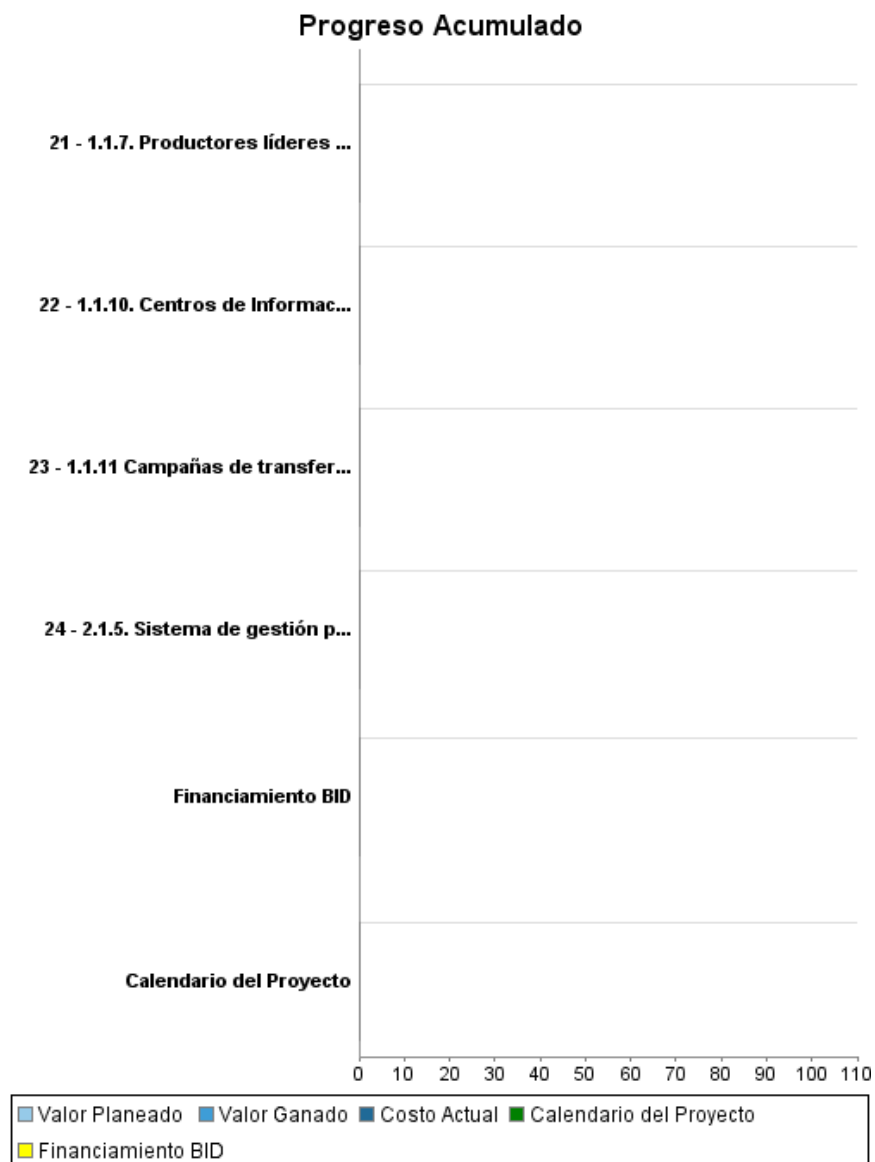 Progreso Acumulado
21 - 1.1.7. Productores líderes ...
22 - 1.1.10. Centros de Informac...
23 - 1.1.11 Campañas de transfer...
24 - 2.1.5. Sistema de gestión p...
Financiamiento BID
Calendario del Proyecto
0 10 20 30 40 50 60 70 80 90 100 110
Valor Planeado Valor Ganado Costo Actual Calendario del Proyecto
Financiamiento BID